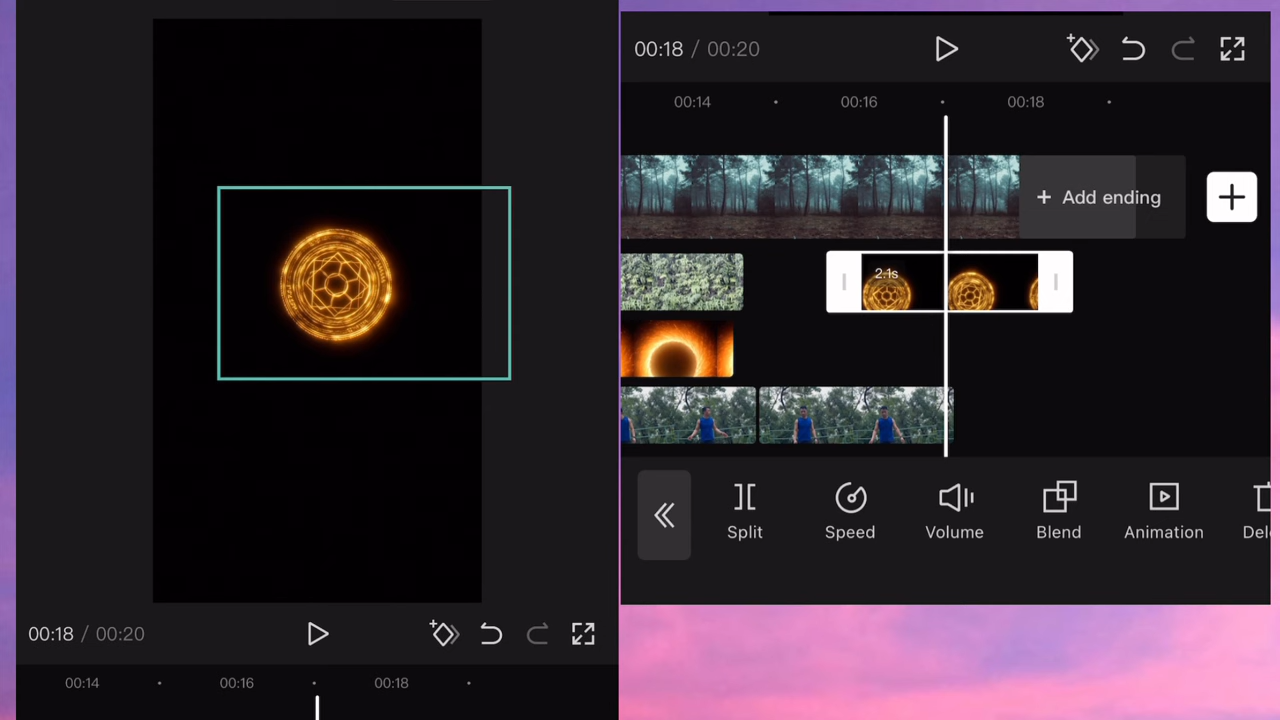 00:18 / 00:20
00:14 • 00:16 • 00:18 •
00:18 / 00:20
00:14 • 00:16 • 00:18 •
+ Add ending
2.1s
Split Speed Volume Blend Animation